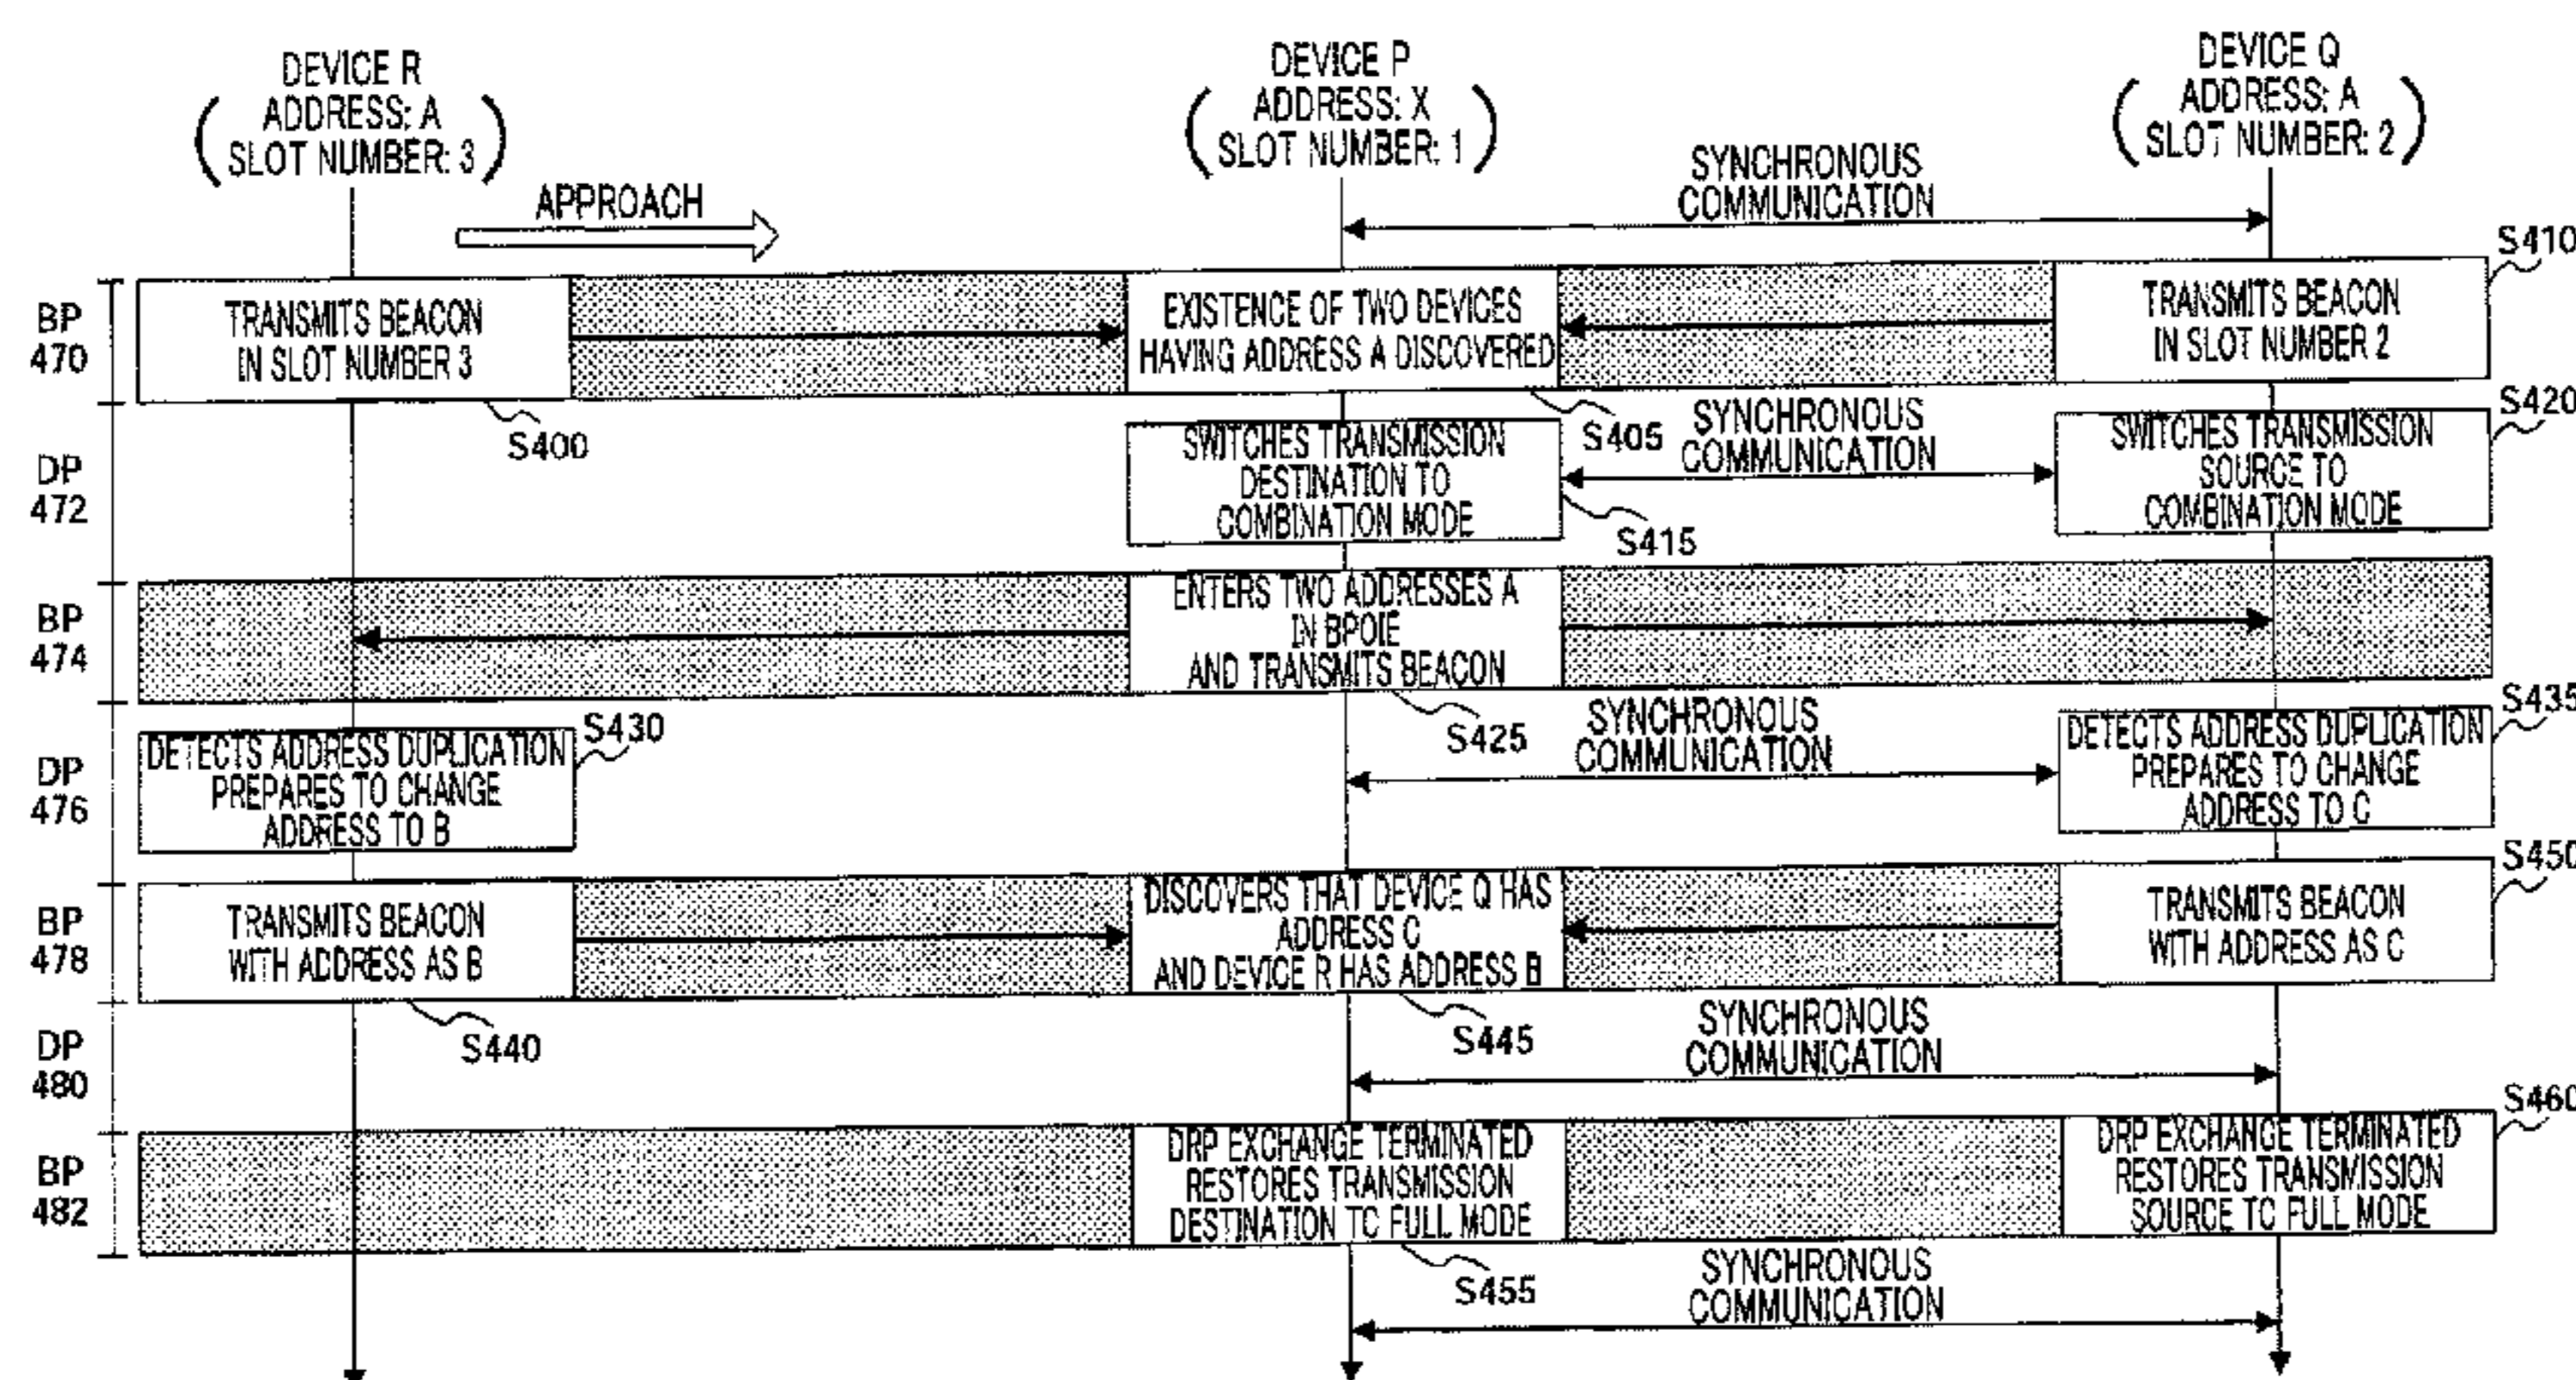 DEVICE R
ADDRESS: A
SLOT NUMBER: 3
DEVICE P
ADDRESS: X
SLOT NUMBER: 1
DEVICE Q
ADDRESS: A
SLOT NUMBER: 2
APPROACH
SYNCHRONOUS
COMMUNICATION
BP
470
TRANSMITS BEACON
IN SLOT NUMBER 3
S400
EXISTENCE OF TWO DEVICES
HAVING ADDRESS A DISCOVERED
S405
TRANSMITS BEACON
IN SLOT NUMBER 2
S410
DP
472
SWITCHES TRANSMISSION
DESTINATION TO
COMBINATION MODE
S415
SYNCHRONOUS
COMMUNICATION
SWITCHES TRANSMISSION
SOURCE TO
COMBINATION MODE
S420
BP
474
ENTERS TWO ADDRESSES A
IN BPOIE
AND TRANSMITS BEACON
S425
DP
476
DETECTS ADDRESS DUPLICATION
PREPARES TO CHANGE
ADDRESS TO B
S430
SYNCHRONOUS
COMMUNICATION
DETECTS ADDRESS DUPLICATION
PREPARES TO CHANGE
ADDRESS TO C
S435
BP
478
TRANSMITS BEACON
WITH ADDRESS AS B
S440
DISCOVERS THAT DEVICE Q HAS
ADDRESS C
AND DEVICE R HAS ADDRESS B
S445
TRANSMITS BEACON
WITH ADDRESS AS C
S450
DP
480
SYNCHRONOUS
COMMUNICATION
BP
482
DRP EXCHANGE TERMINATED
RESTORES TRANSMISSION
DESTINATION TO FULL MODE
S455
DRP EXCHANGE TERMINATED
RESTORES TRANSMISSION
SOURCE TO FULL MODE
S460
SYNCHRONOUS
COMMUNICATION